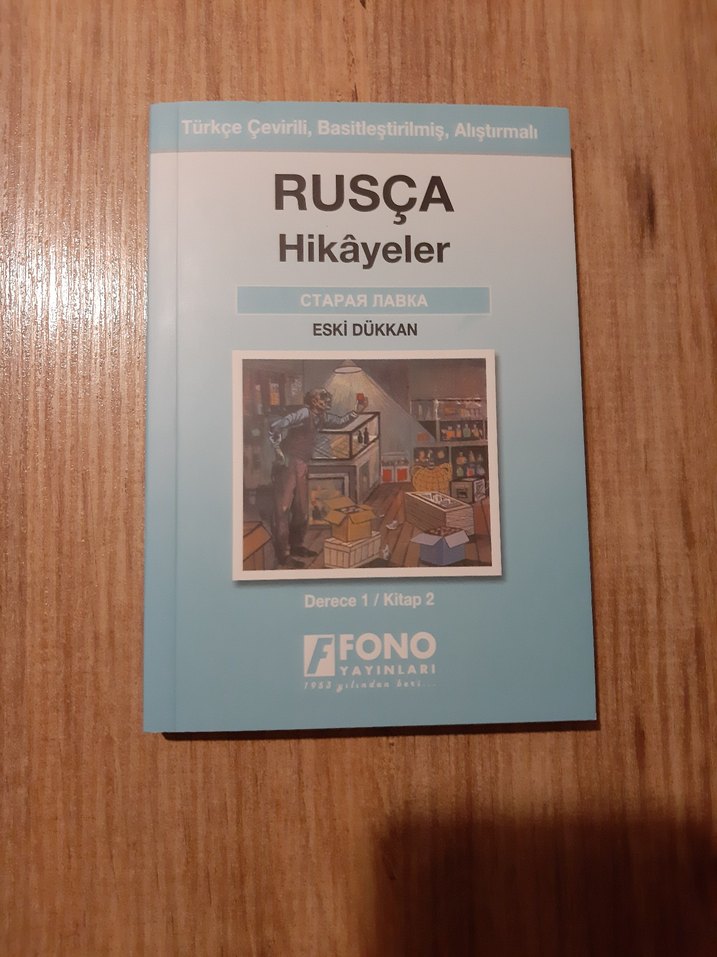 Türkçe Çevirili, Basitleştirilmiş, Alıştırmalı
RUSÇA
Hikâyeler
СТАРАЯ ЛАВКА
ESKİ DÜKKAN
Derece 1 / Kitap 2
F FONO
YAYINLARI
1953 yılından beri...